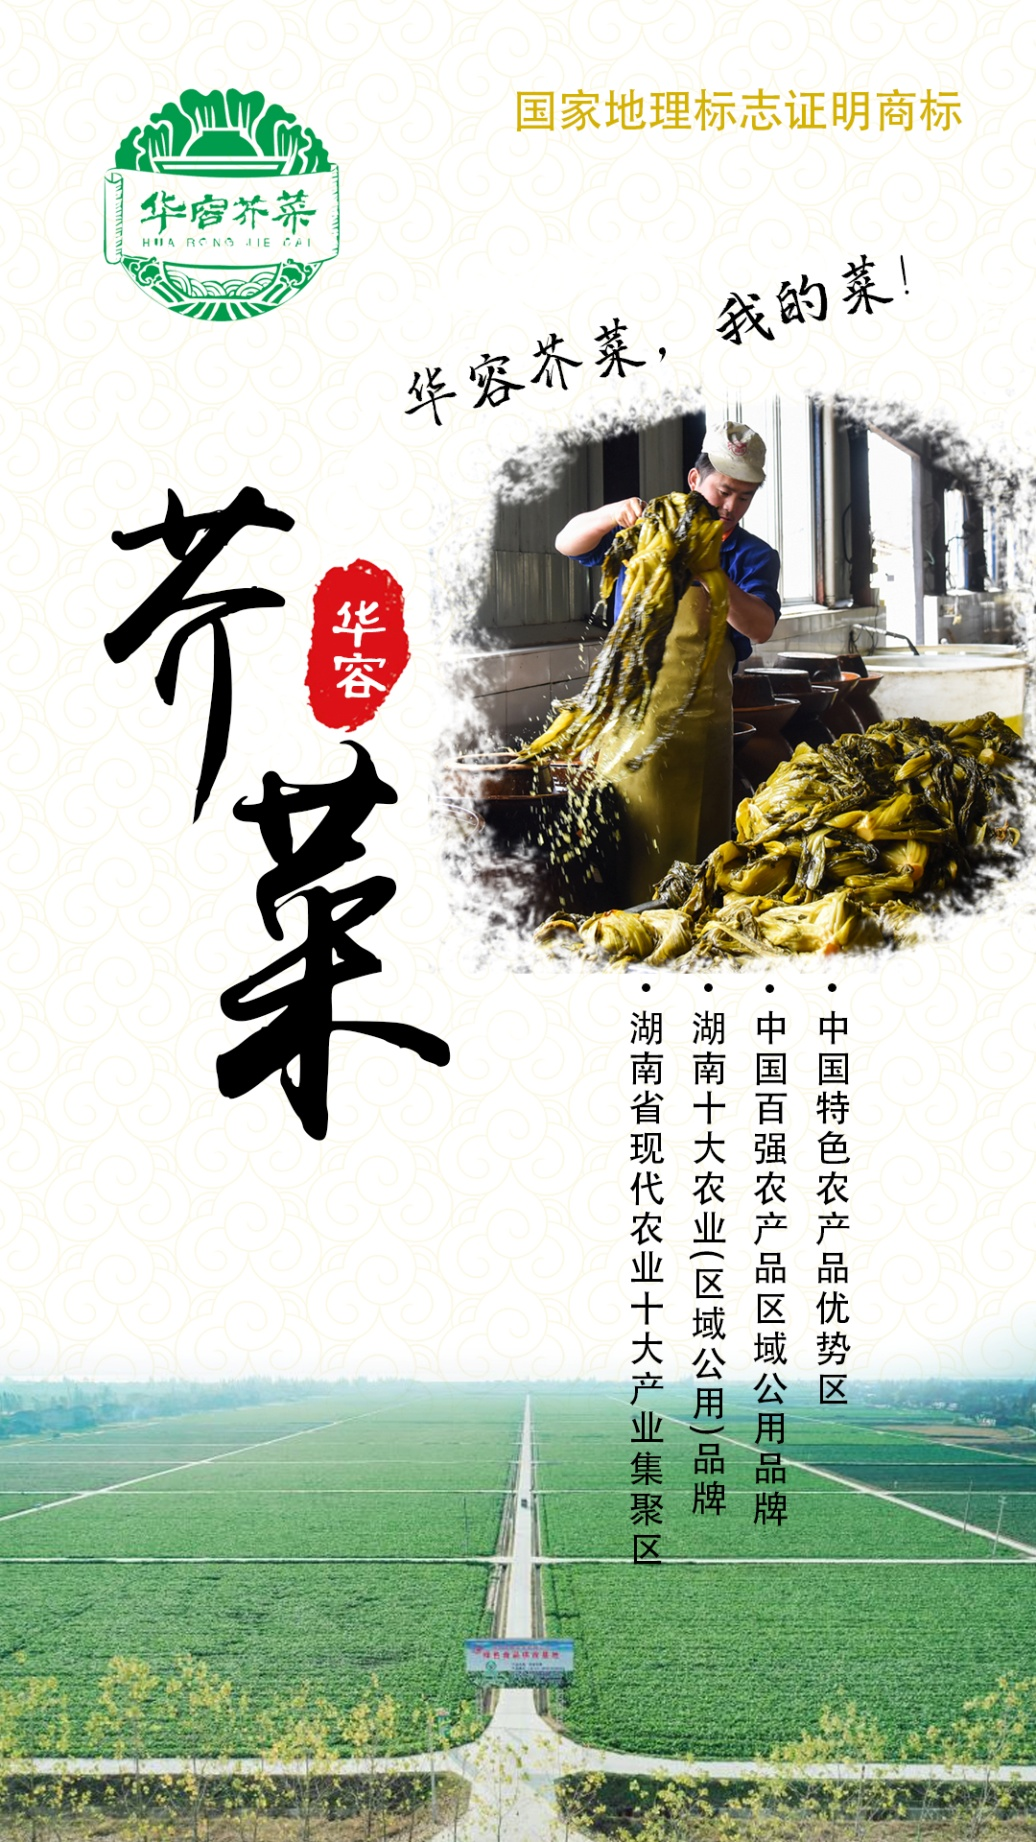 华容芥菜
HUA RONG JIE CAI
国家地理标志证明商标
华容芥菜，我的菜！
芥菜
华容
•中国特色农产品优势区
•中国百强农产品区域公用品牌
•湖南十大农业(区域公用)品牌
•湖南省现代农业十大产业集聚区